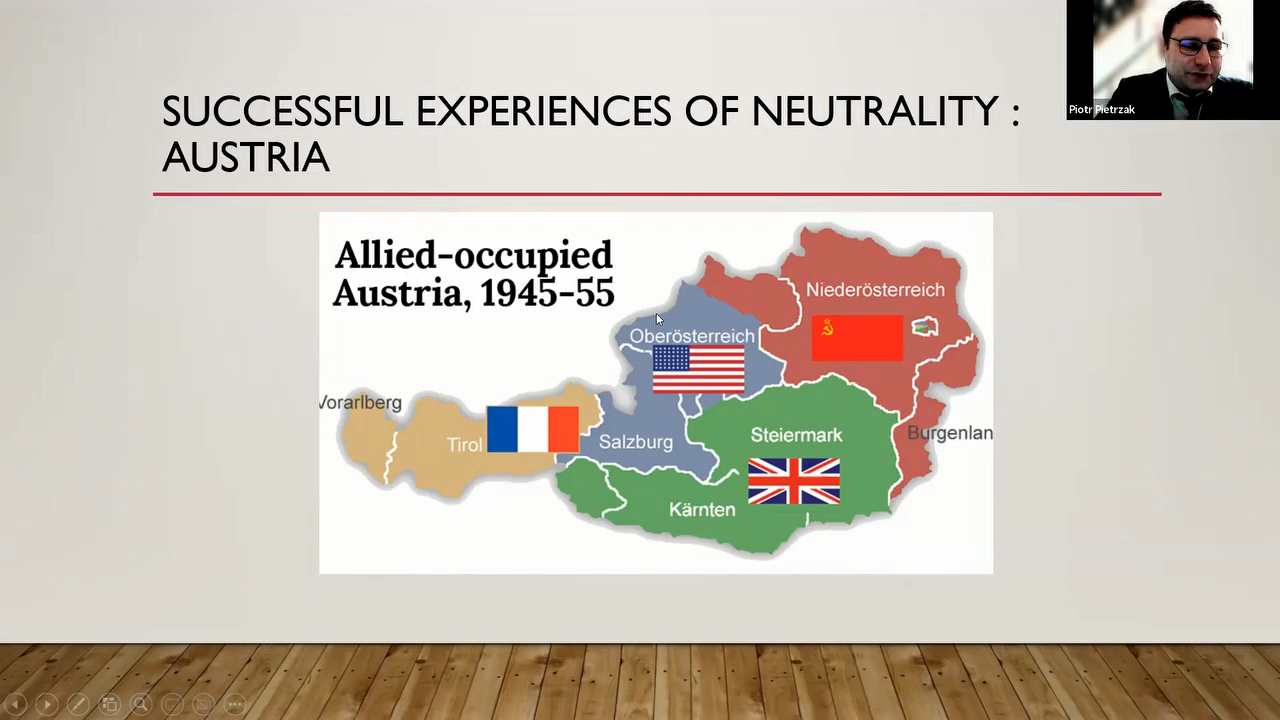 Piotr Pietrzak
SUCCESSFUL EXPERIENCES OF NEUTRALITY :
AUSTRIA
Allied-occupied
Austria, 1945-55
Niederösterreich
Oberösterreich
Vorarlberg
Tirol
Salzburg
Steiermark
Burgenlan
Kärnten